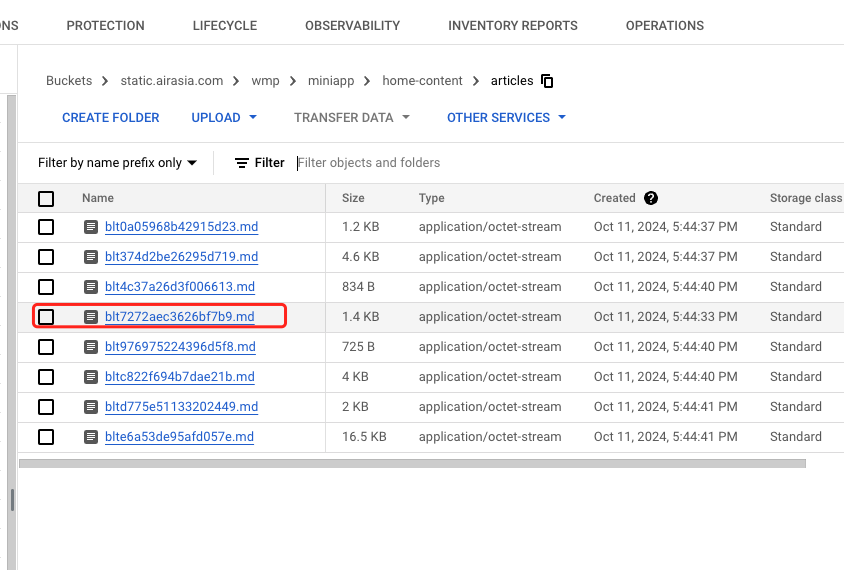 NS PROTECTION LIFECYCLE OBSERVABILITY INVENTORY REPORTS OPERATIONS
Buckets > static.airasia.com > wmp > miniapp > home-content > articles
CREATE FOLDER UPLOAD TRANSFER DATA OTHER SERVICES
Filter by name prefix only Filter Filter objects and folders
Name Size Type Created Storage class
blt0a05968b42915d23.md 1.2 KB application/octet-stream Oct 11, 2024, 5:44:37 PM Standard
blt374d2be26295d719.md 4.6 KB application/octet-stream Oct 11, 2024, 5:44:37 PM Standard
blt4c37a26d3f006613.md 834 B application/octet-stream Oct 11, 2024, 5:44:40 PM Standard
blt7272aec3626bf7b9.md 1.4 KB application/octet-stream Oct 11, 2024, 5:44:33 PM Standard
blt976975224396d5f8.md 725 B application/octet-stream Oct 11, 2024, 5:44:40 PM Standard
bltc822f694b7dae21b.md 4 KB application/octet-stream Oct 11, 2024, 5:44:40 PM Standard
bltd775e51133202449.md 2 KB application/octet-stream Oct 11, 2024, 5:44:41 PM Standard
blte6a53de95afd057e.md 16.5 KB application/octet-stream Oct 11, 2024, 5:44:41 PM Standard